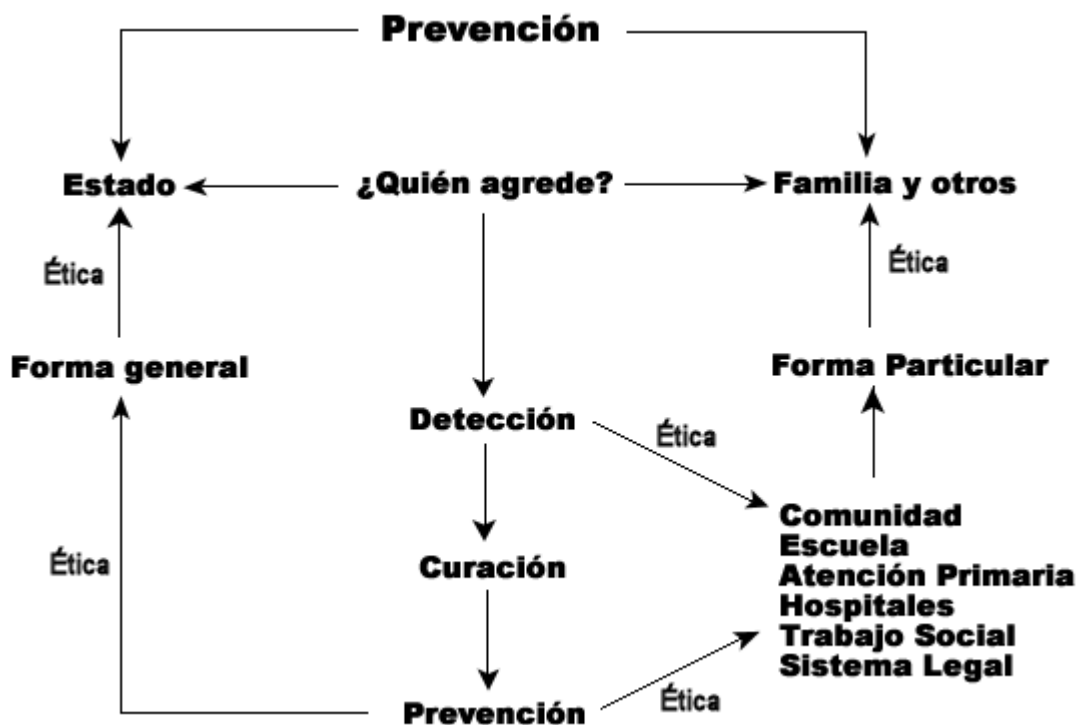 Prevención
Estado
¿Quién agrede?
Familia y otros
Ética
Ética
Forma general
Forma Particular
Detección
Ética
Comunidad
Escuela
Atención Primaria
Hospitales
Trabajo Social
Sistema Legal
Ética
Curación
Prevención
Ética